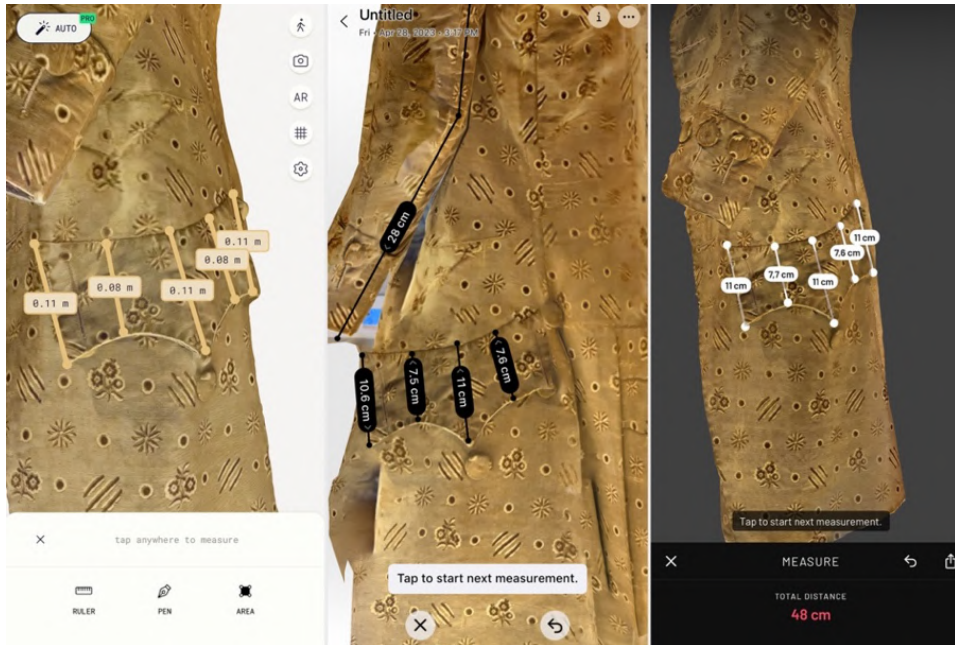 AUTO
PRO
AR
0.11 m
0.08 m
0.08 m
0.11 m
0.11 m
tap anywhere to measure
RULER
PEN
AREA
Untitled
Fri • Apr 28, 2023 • 3:17 PM
28 cm
10.6 cm
7.5 cm
11 cm
7.6 cm
Tap to start next measurement.
11 cm
7.6 cm
7.7 cm
11 cm
11 cm
Tap to start next measurement.
MEASURE
TOTAL DISTANCE
48 cm